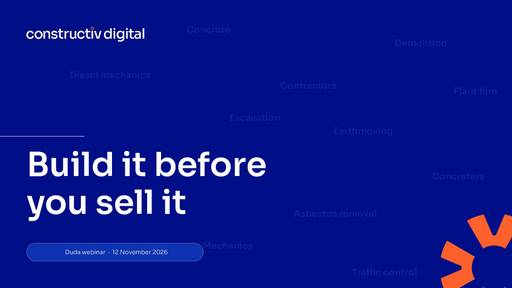 constructiv digital
Concrete
Demolition
Diesel mechanics
Contractors
Plant hire
Excavation
Earthmoving
Build it before
you sell it
Concreters
Asbestos removal
Mechanics
Duda webinar · 12 November 2026
Traffic control